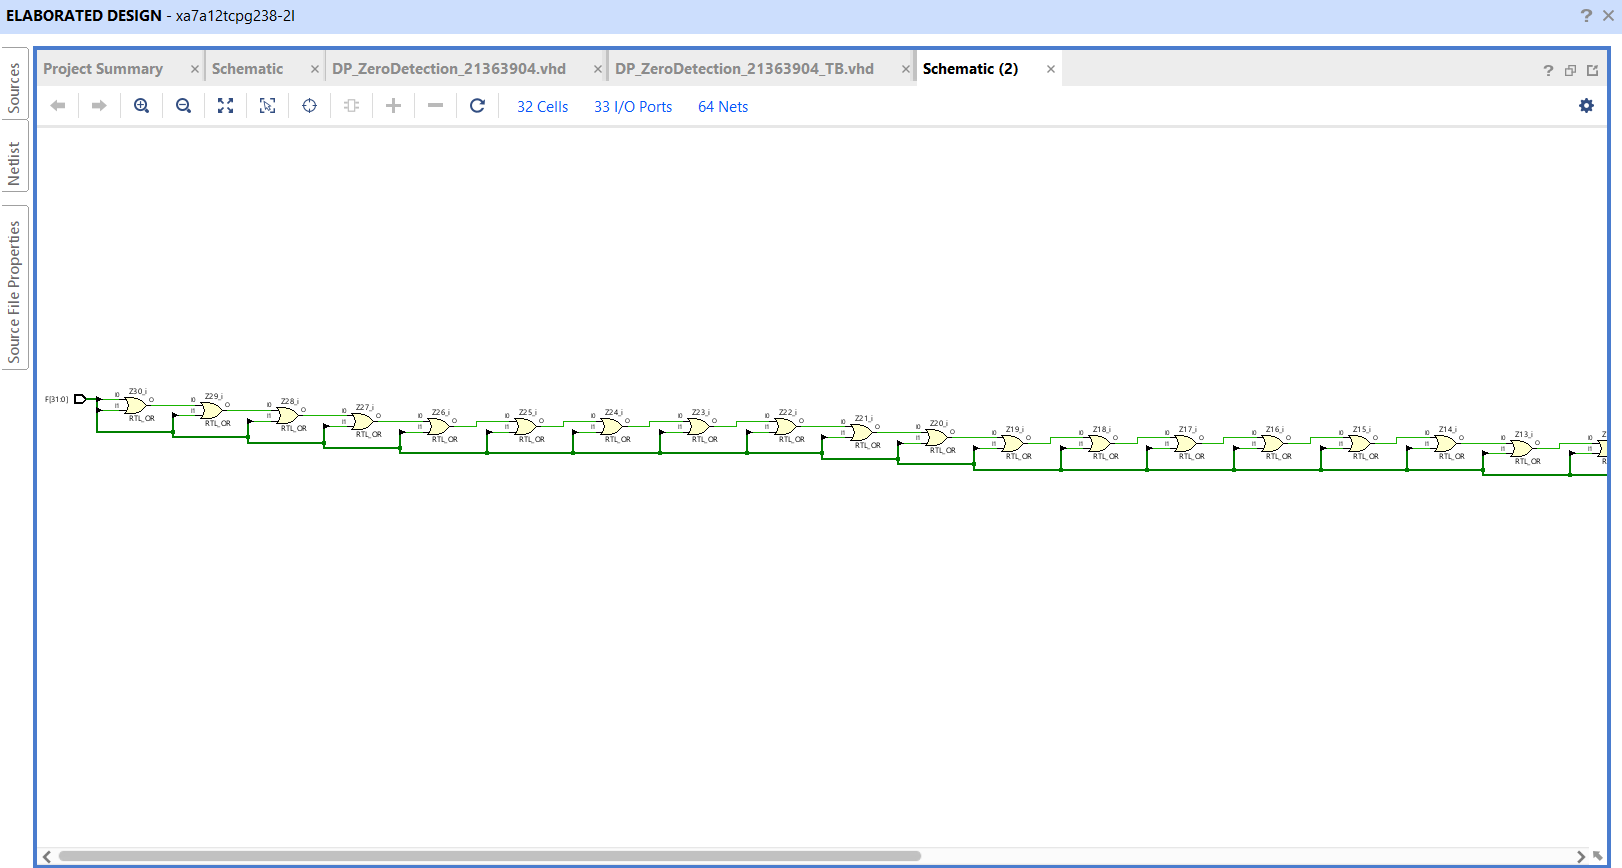 ELABORATED DESIGN - xa7a12tcpg238-2I
Sources
Netlist
Source File Properties
Project Summary
Schematic
DP_ZeroDetection_21363904.vhd
DP_ZeroDetection_21363904_TB.vhd
Schematic (2)
32 Cells
33 I/O Ports
64 Nets
F[31:0]
I0 I1 Z30_i O RTL_OR
I0 I1 Z29_i O RTL_OR
I0 I1 Z28_i O RTL_OR
I0 I1 Z27_i O RTL_OR
I0 I1 Z26_i O RTL_OR
I0 I1 Z25_i O RTL_OR
I0 I1 Z24_i O RTL_OR
I0 I1 Z23_i O RTL_OR
I0 I1 Z22_i O RTL_OR
I0 I1 Z21_i O RTL_OR
I0 I1 Z20_i O RTL_OR
I0 I1 Z19_i O RTL_OR
I0 I1 Z18_i O RTL_OR
I0 I1 Z17_i O RTL_OR
I0 I1 Z16_i O RTL_OR
I0 I1 Z15_i O RTL_OR
I0 I1 Z14_i O RTL_OR
I0 I1 Z13_i O RTL_OR
I0 I1 Z R